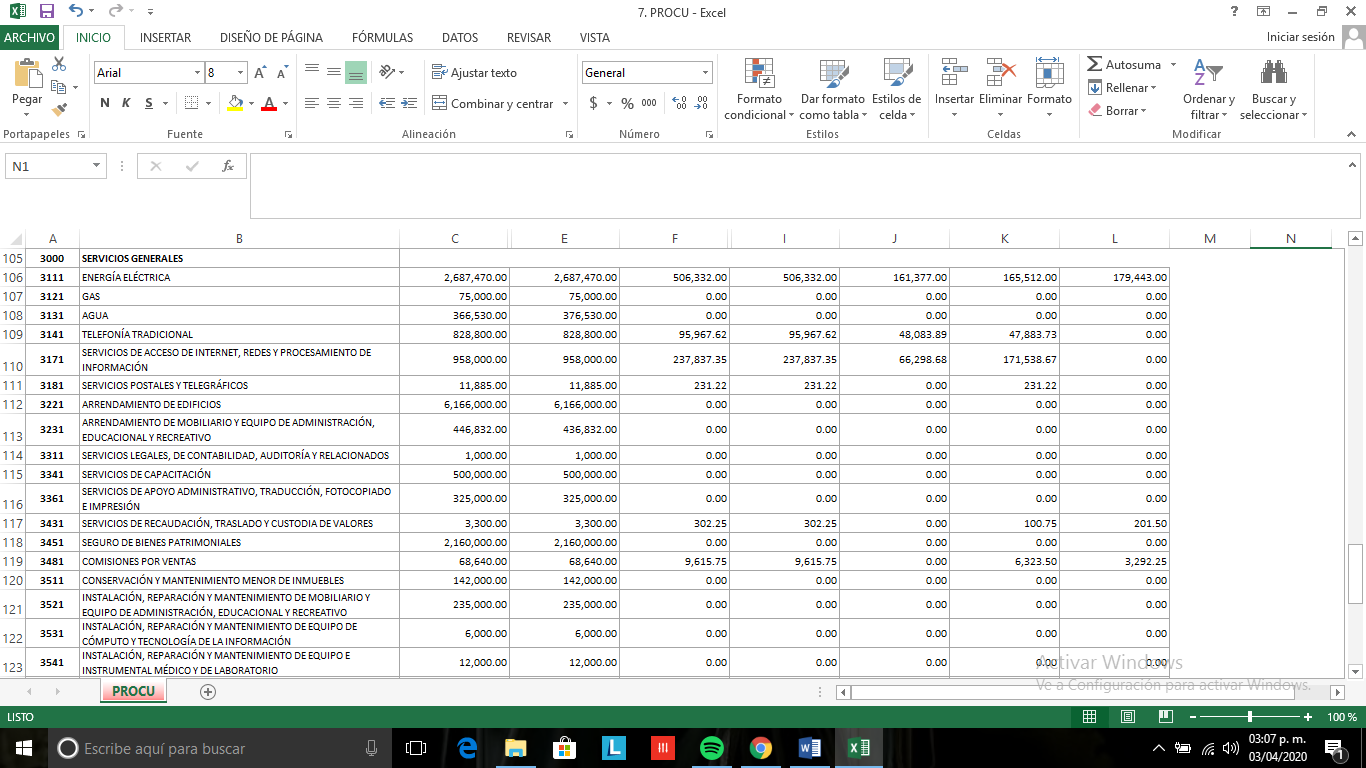 7. PROCU - Excel
ARCHIVO INICIO INSERTAR DISEÑO DE PÁGINA FÓRMULAS DATOS REVISAR VISTA Iniciar sesión
Pegar
Arial 8
N K S
Ajustar texto
Combinar y centrar
General
$ % 000
Formato condicional
Dar formato como tabla
Estilos de celda
Insertar Eliminar Formato
Autosuma
Rellenar
Borrar
Ordenar y filtrar
Buscar y seleccionar
Portapapeles Fuente Alineación Número Estilos Celdas Modificar
N1 fx
A B C E F I J K L M N
105 3000 SERVICIOS GENERALES
106 3111 ENERGÍA ELÉCTRICA 2,687,470.00 2,687,470.00 506,332.00 506,332.00 161,377.00 165,512.00 179,443.00
107 3121 GAS 75,000.00 75,000.00 0.00 0.00 0.00 0.00 0.00
108 3131 AGUA 366,530.00 376,530.00 0.00 0.00 0.00 0.00 0.00
109 3141 TELEFONÍA TRADICIONAL 828,800.00 828,800.00 95,967.62 95,967.62 48,083.89 47,883.73 0.00
110 3171 SERVICIOS DE ACCESO DE INTERNET, REDES Y PROCESAMIENTO DE
INFORMACIÓN 958,000.00 958,000.00 237,837.35 237,837.35 66,298.68 171,538.67 0.00
111 3181 SERVICIOS POSTALES Y TELEGRÁFICOS 11,885.00 11,885.00 231.22 231.22 0.00 231.22 0.00
112 3221 ARRENDAMIENTO DE EDIFICIOS 6,166,000.00 6,166,000.00 0.00 0.00 0.00 0.00 0.00
113 3231 ARRENDAMIENTO DE MOBILIARIO Y EQUIPO DE ADMINISTRACIÓN,
EDUCACIONAL Y RECREATIVO 446,832.00 436,832.00 0.00 0.00 0.00 0.00 0.00
114 3311 SERVICIOS LEGALES, DE CONTABILIDAD, AUDITORÍA Y RELACIONADOS 1,000.00 1,000.00 0.00 0.00 0.00 0.00 0.00
115 3341 SERVICIOS DE CAPACITACIÓN 500,000.00 500,000.00 0.00 0.00 0.00 0.00 0.00
116 3361 SERVICIOS DE APOYO ADMINISTRATIVO, TRADUCCIÓN, FOTOCOPIADO
E IMPRESIÓN 325,000.00 325,000.00 0.00 0.00 0.00 0.00 0.00
117 3431 SERVICIOS DE RECAUDACIÓN, TRASLADO Y CUSTODIA DE VALORES 3,300.00 3,300.00 302.25 302.25 0.00 100.75 201.50
118 3451 SEGURO DE BIENES PATRIMONIALES 2,160,000.00 2,160,000.00 0.00 0.00 0.00 0.00 0.00
119 3481 COMISIONES POR VENTAS 68,640.00 68,640.00 9,615.75 9,615.75 0.00 6,323.50 3,292.25
120 3511 CONSERVACIÓN Y MANTENIMIENTO MENOR DE INMUEBLES 142,000.00 142,000.00 0.00 0.00 0.00 0.00 0.00
121 3521 INSTALACIÓN, REPARACIÓN Y MANTENIMIENTO DE MOBILIARIO Y
EQUIPO DE ADMINISTRACIÓN, EDUCACIONAL Y RECREATIVO 235,000.00 235,000.00 0.00 0.00 0.00 0.00 0.00
122 3531 INSTALACIÓN, REPARACIÓN Y MANTENIMIENTO DE EQUIPO DE
CÓMPUTO Y TECNOLOGÍA DE LA INFORMACIÓN 6,000.00 6,000.00 0.00 0.00 0.00 0.00 0.00
123 3541 INSTALACIÓN, REPARACIÓN Y MANTENIMIENTO DE EQUIPO E
INSTRUMENTAL MÉDICO Y DE LABORATORIO 12,000.00 12,000.00 0.00 0.00 0.00 0.00 0.00
Activar Windows
Ve a Configuración para activar Windows.
PROCU
LISTO 100 %
Escribe aquí para buscar
03:07 p. m.
03/04/2020
1